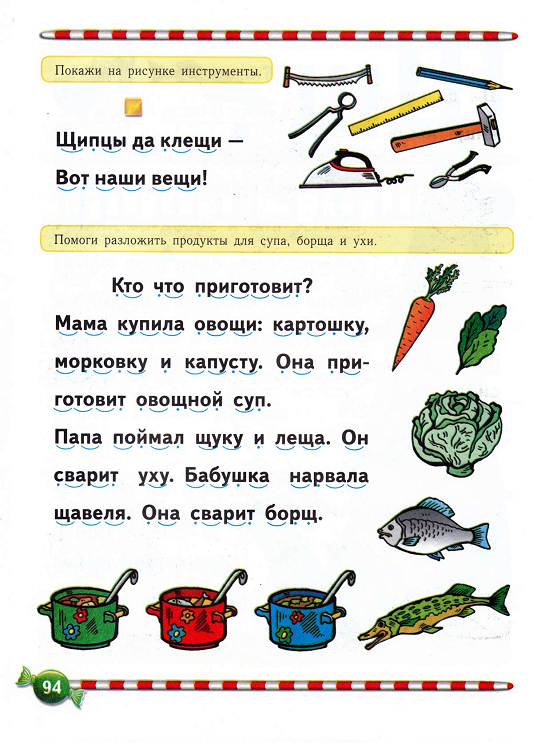 Покажи на рисунке инструменты.
Щипцы да клещи —
Вот наши вещи!
Помоги разложить продукты для супа, борща и ухи.
Кто что приготовит?
Мама купила овощи: картошку,
морковку и капусту. Она при-
готовит овощной суп.
Папа поймал щуку и леща. Он
сварит уху. Бабушка нарвала
щавеля. Она сварит борщ.
94